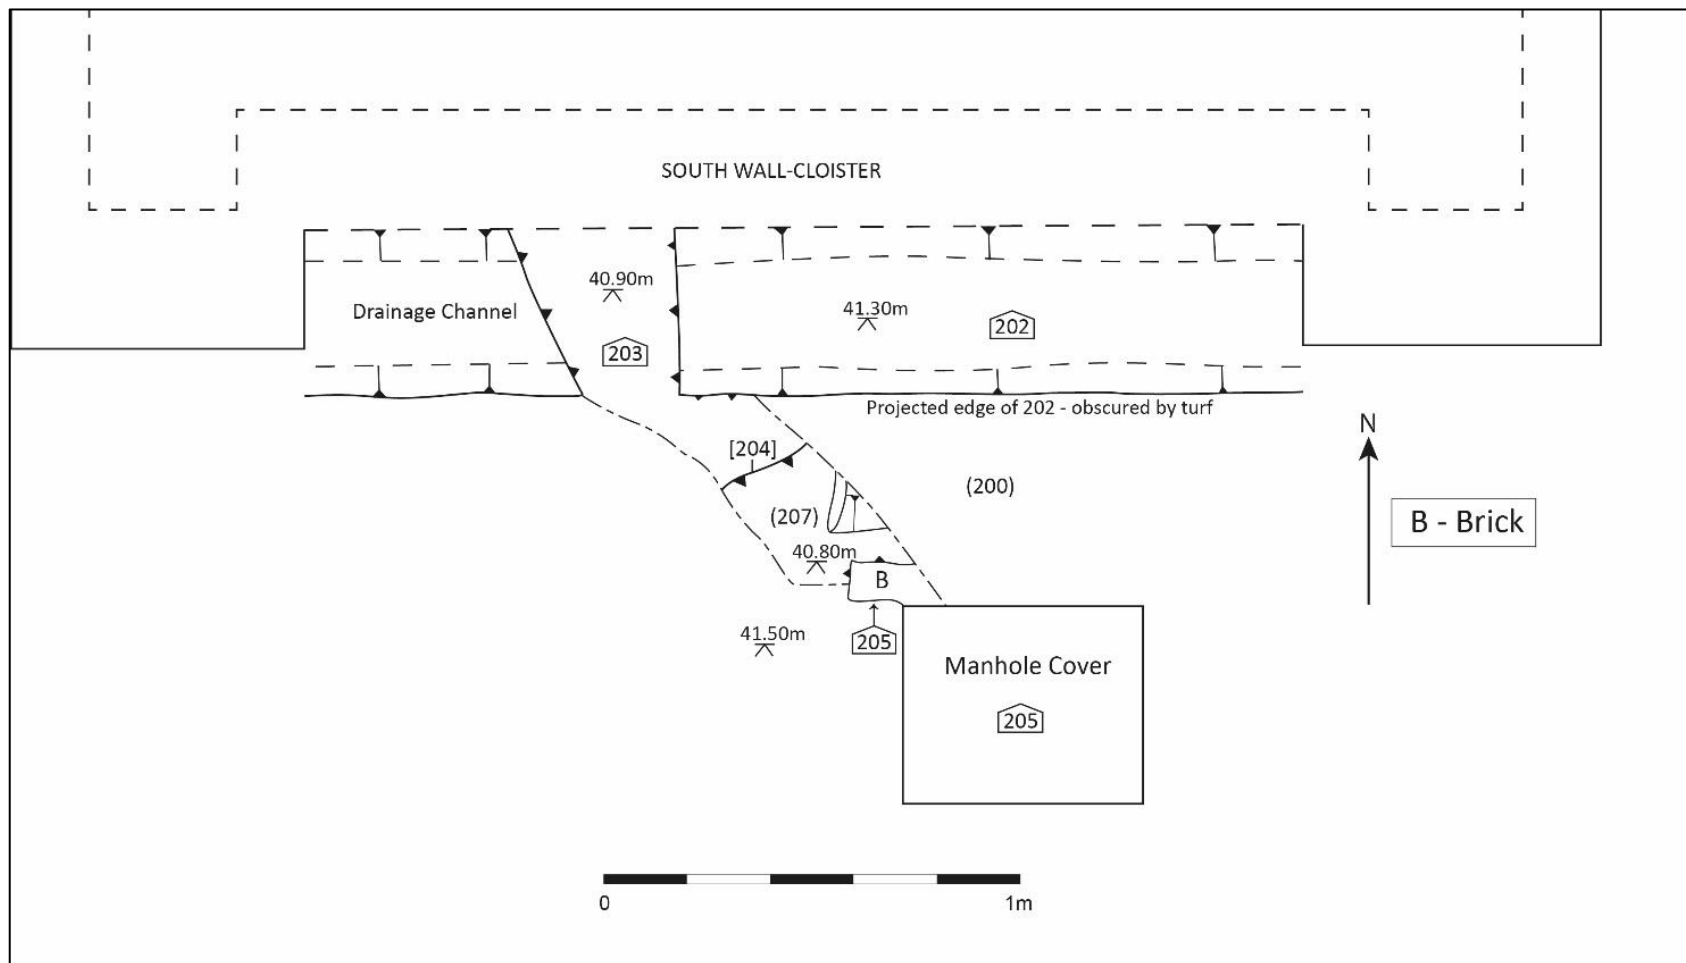 SOUTH WALL-CLOISTER
40.90m
Drainage Channel
41.30m
202
203
Projected edge of 202 - obscured by turf
N
[204]
(200)
(207)
B - Brick
40.80m
B
41.50m
205
Manhole Cover
205
0
1m